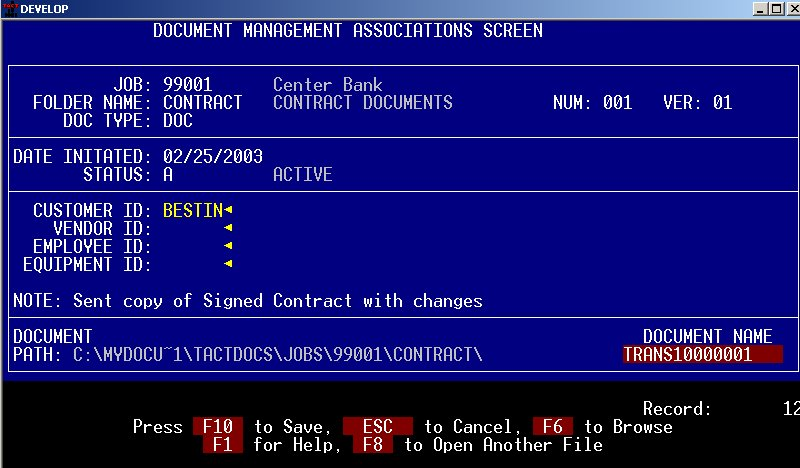 DEVELOP
DOCUMENT MANAGEMENT ASSOCIATIONS SCREEN
JOB: 99001 Center Bank
FOLDER NAME: CONTRACT CONTRACT DOCUMENTS NUM: 001 VER: 01
DOC TYPE: DOC
DATE INITATED: 02/25/2003
STATUS: A ACTIVE
CUSTOMER ID: BESTIN◄
VENDOR ID: ◄
EMPLOYEE ID: ◄
EQUIPMENT ID: ◄
NOTE: Sent copy of Signed Contract with changes
DOCUMENT DOCUMENT NAME
PATH: C:\MYDOCU~1\TACTDOCS\JOBS\99001\CONTRACT\ TRANS10000001
Record: 12
Press F10 to Save, ESC to Cancel, F6 to Browse
F1 for Help, F8 to Open Another File